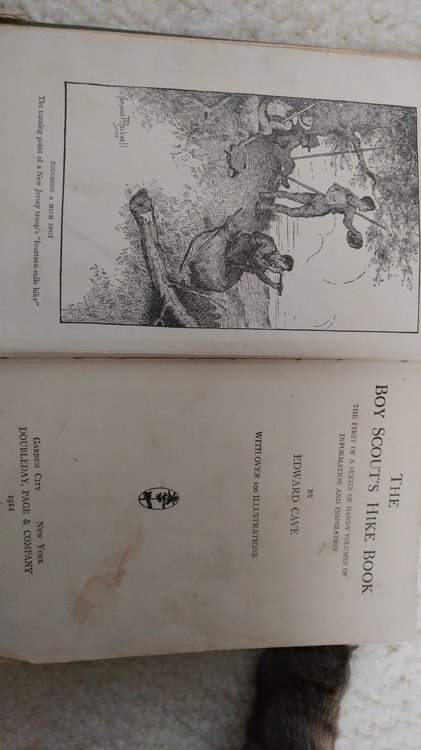 TOUCHING A HIGH SPOT
The turning point of a New Jersey troop's "fourteen-mile hike"
THE
BOY SCOUT'S HIKE BOOK
THE FIRST OF A SERIES OF HANDY VOLUMES OF
INFORMATION AND INSPIRATION
BY
EDWARD CAVE
WITH OVER 100 ILLUSTRATIONS
GARDEN CITY NEW YORK
DOUBLEDAY, PAGE & COMPANY
1914